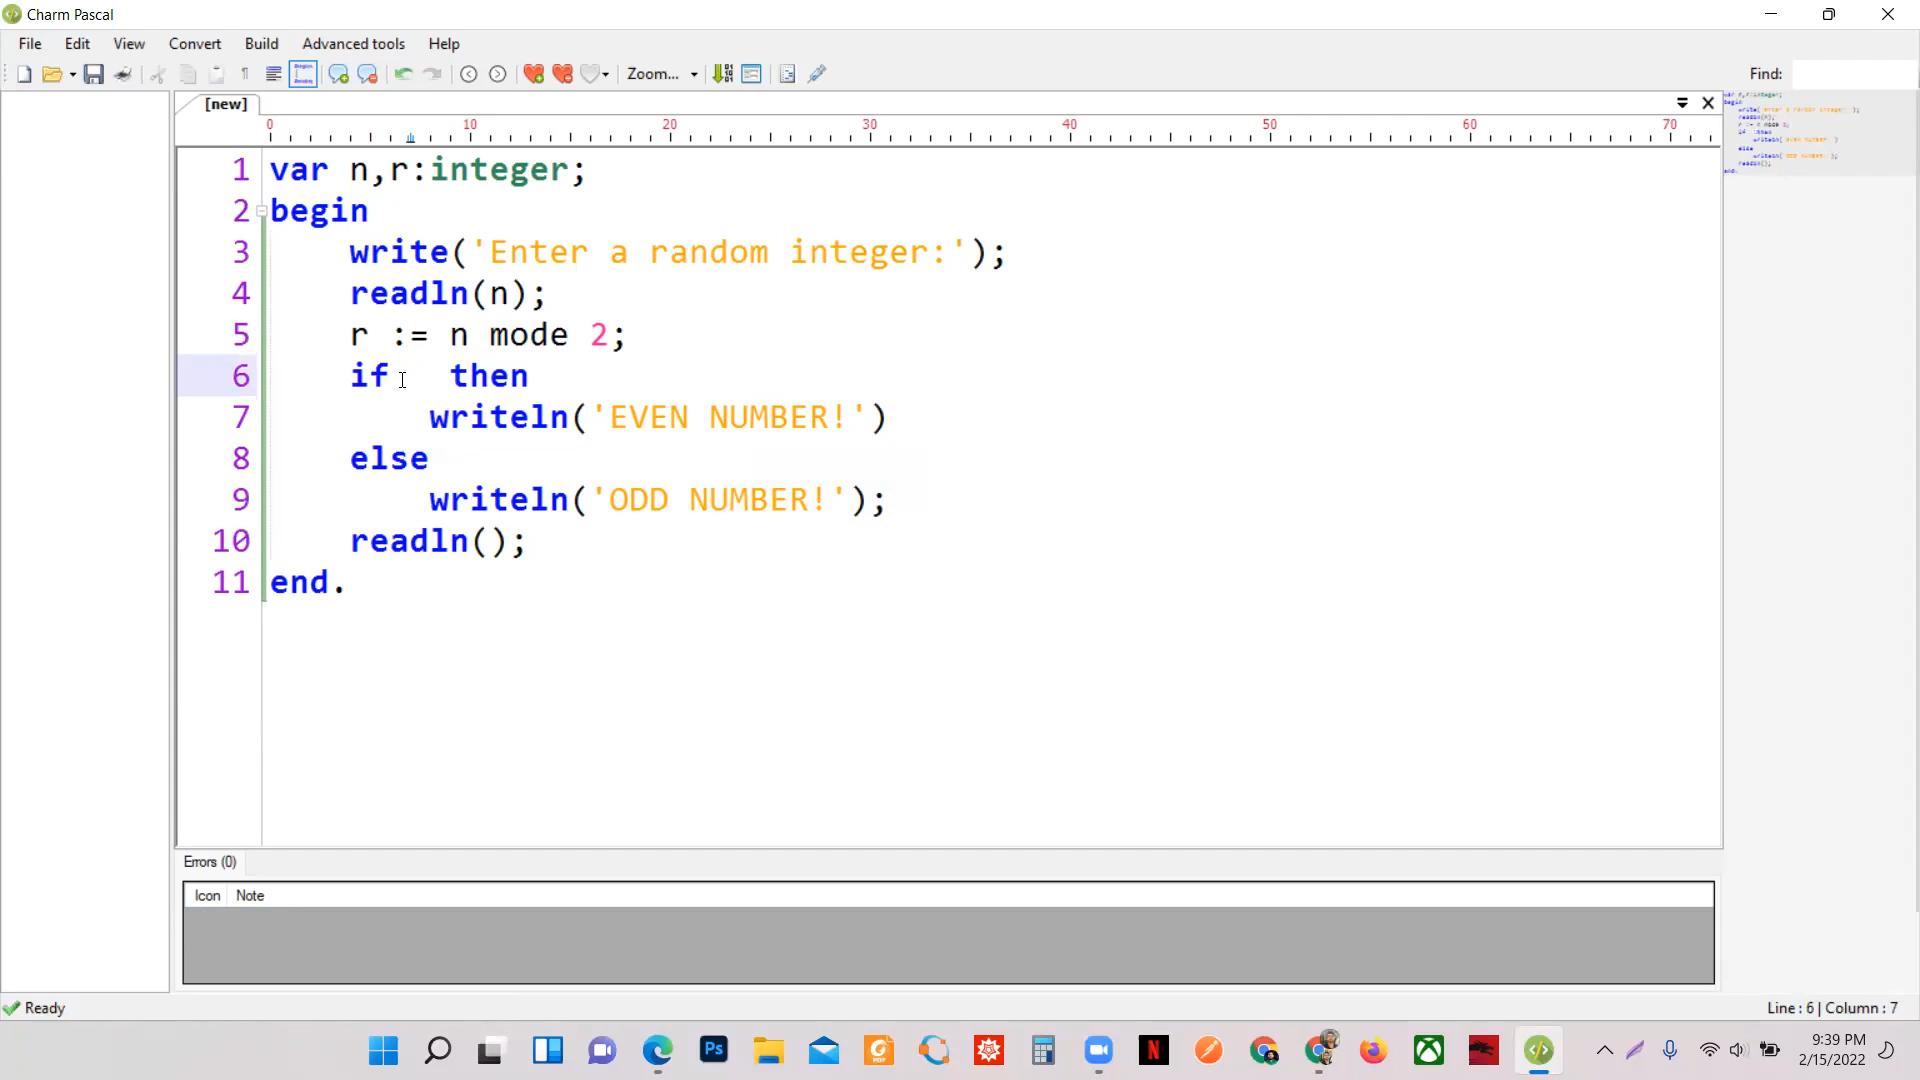 Charm Pascal
File Edit View Convert Build Advanced tools Help
Zoom... Find:
[new]
0 10 20 30 40 50 60 70
1 var n,r:integer;
2 begin
3 write('Enter a random integer:');
4 readln(n);
5 r := n mode 2;
6 if then
7 writeln('EVEN NUMBER!')
8 else
9 writeln('ODD NUMBER!');
10 readln();
11 end.
Errors (0)
Icon Note
Ready
Line : 6 | Column : 7
Ps
N
9:39 PM
2/15/2022